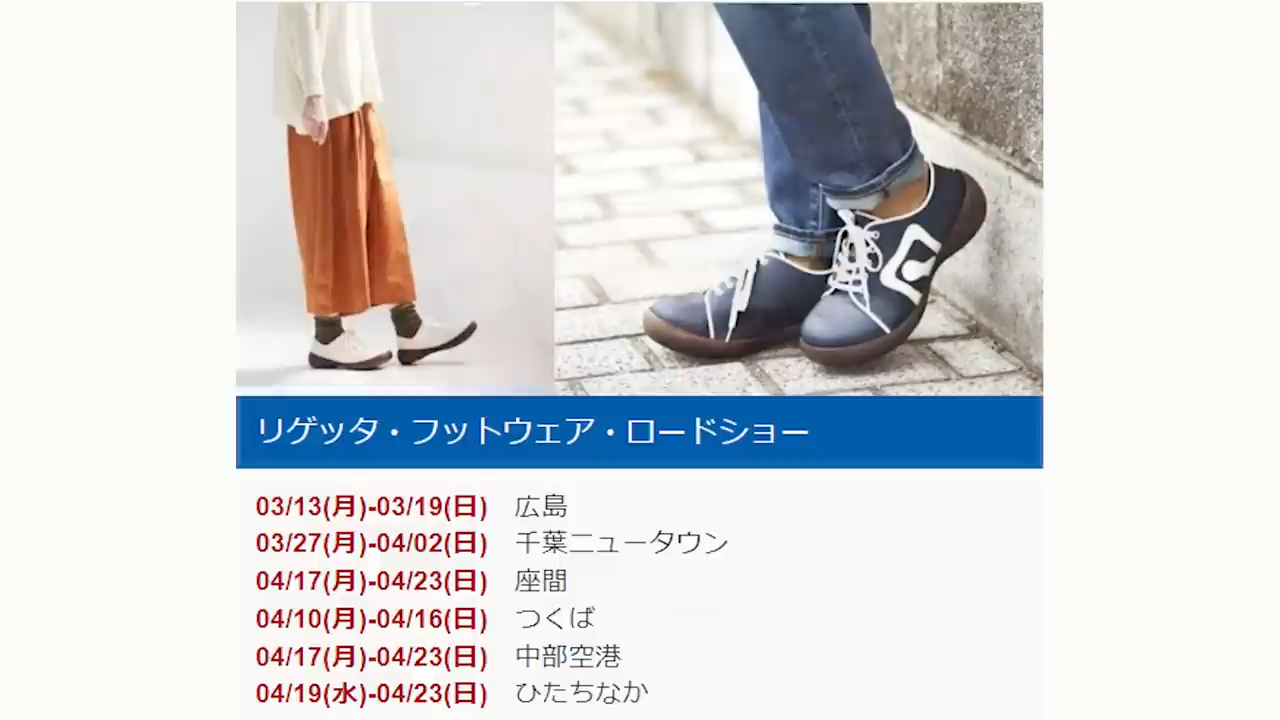 リゲッタ・フットウェア・ロードショー
03/13(月)-03/19(日) 広島
03/27(月)-04/02(日) 千葉ニュータウン
04/17(月)-04/23(日) 座間
04/10(月)-04/16(日) つくば
04/17(月)-04/23(日) 中部空港
04/19(水)-04/23(日) ひたちなか